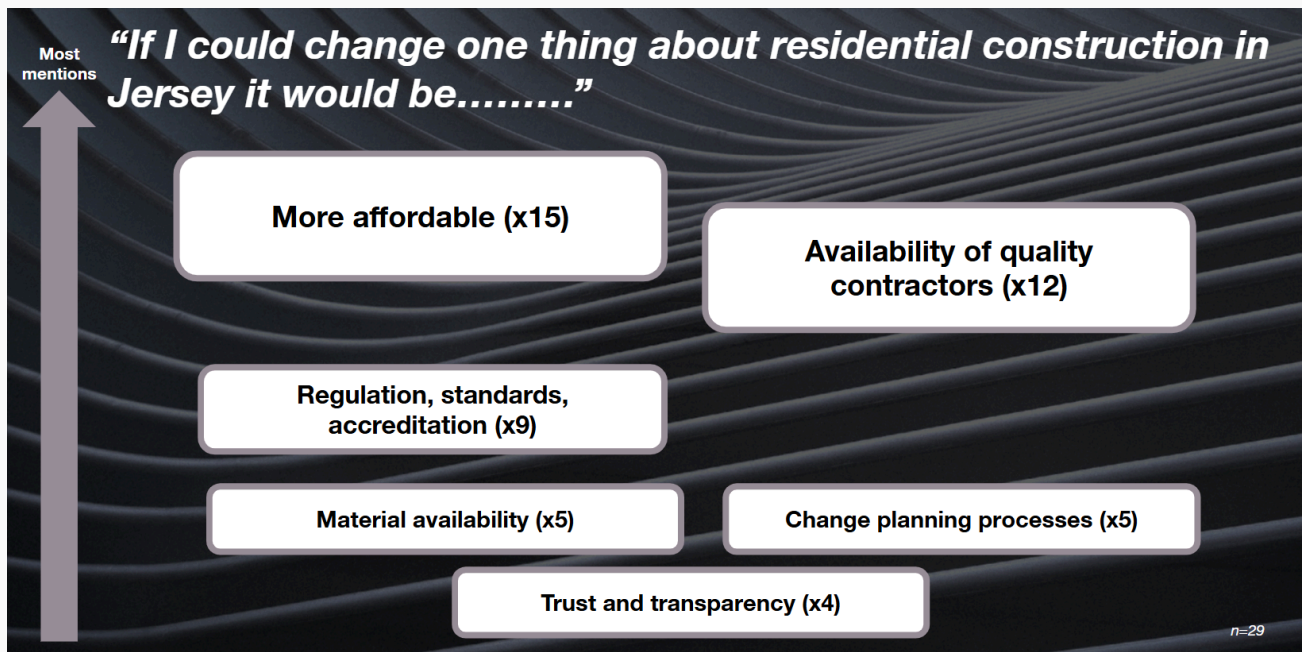 Most
mentions
“If I could change one thing about residential construction in
Jersey it would be.........”
More affordable (x15)
Availability of quality
contractors (x12)
Regulation, standards,
accreditation (x9)
Material availability (x5)
Change planning processes (x5)
Trust and transparency (x4)
n=29